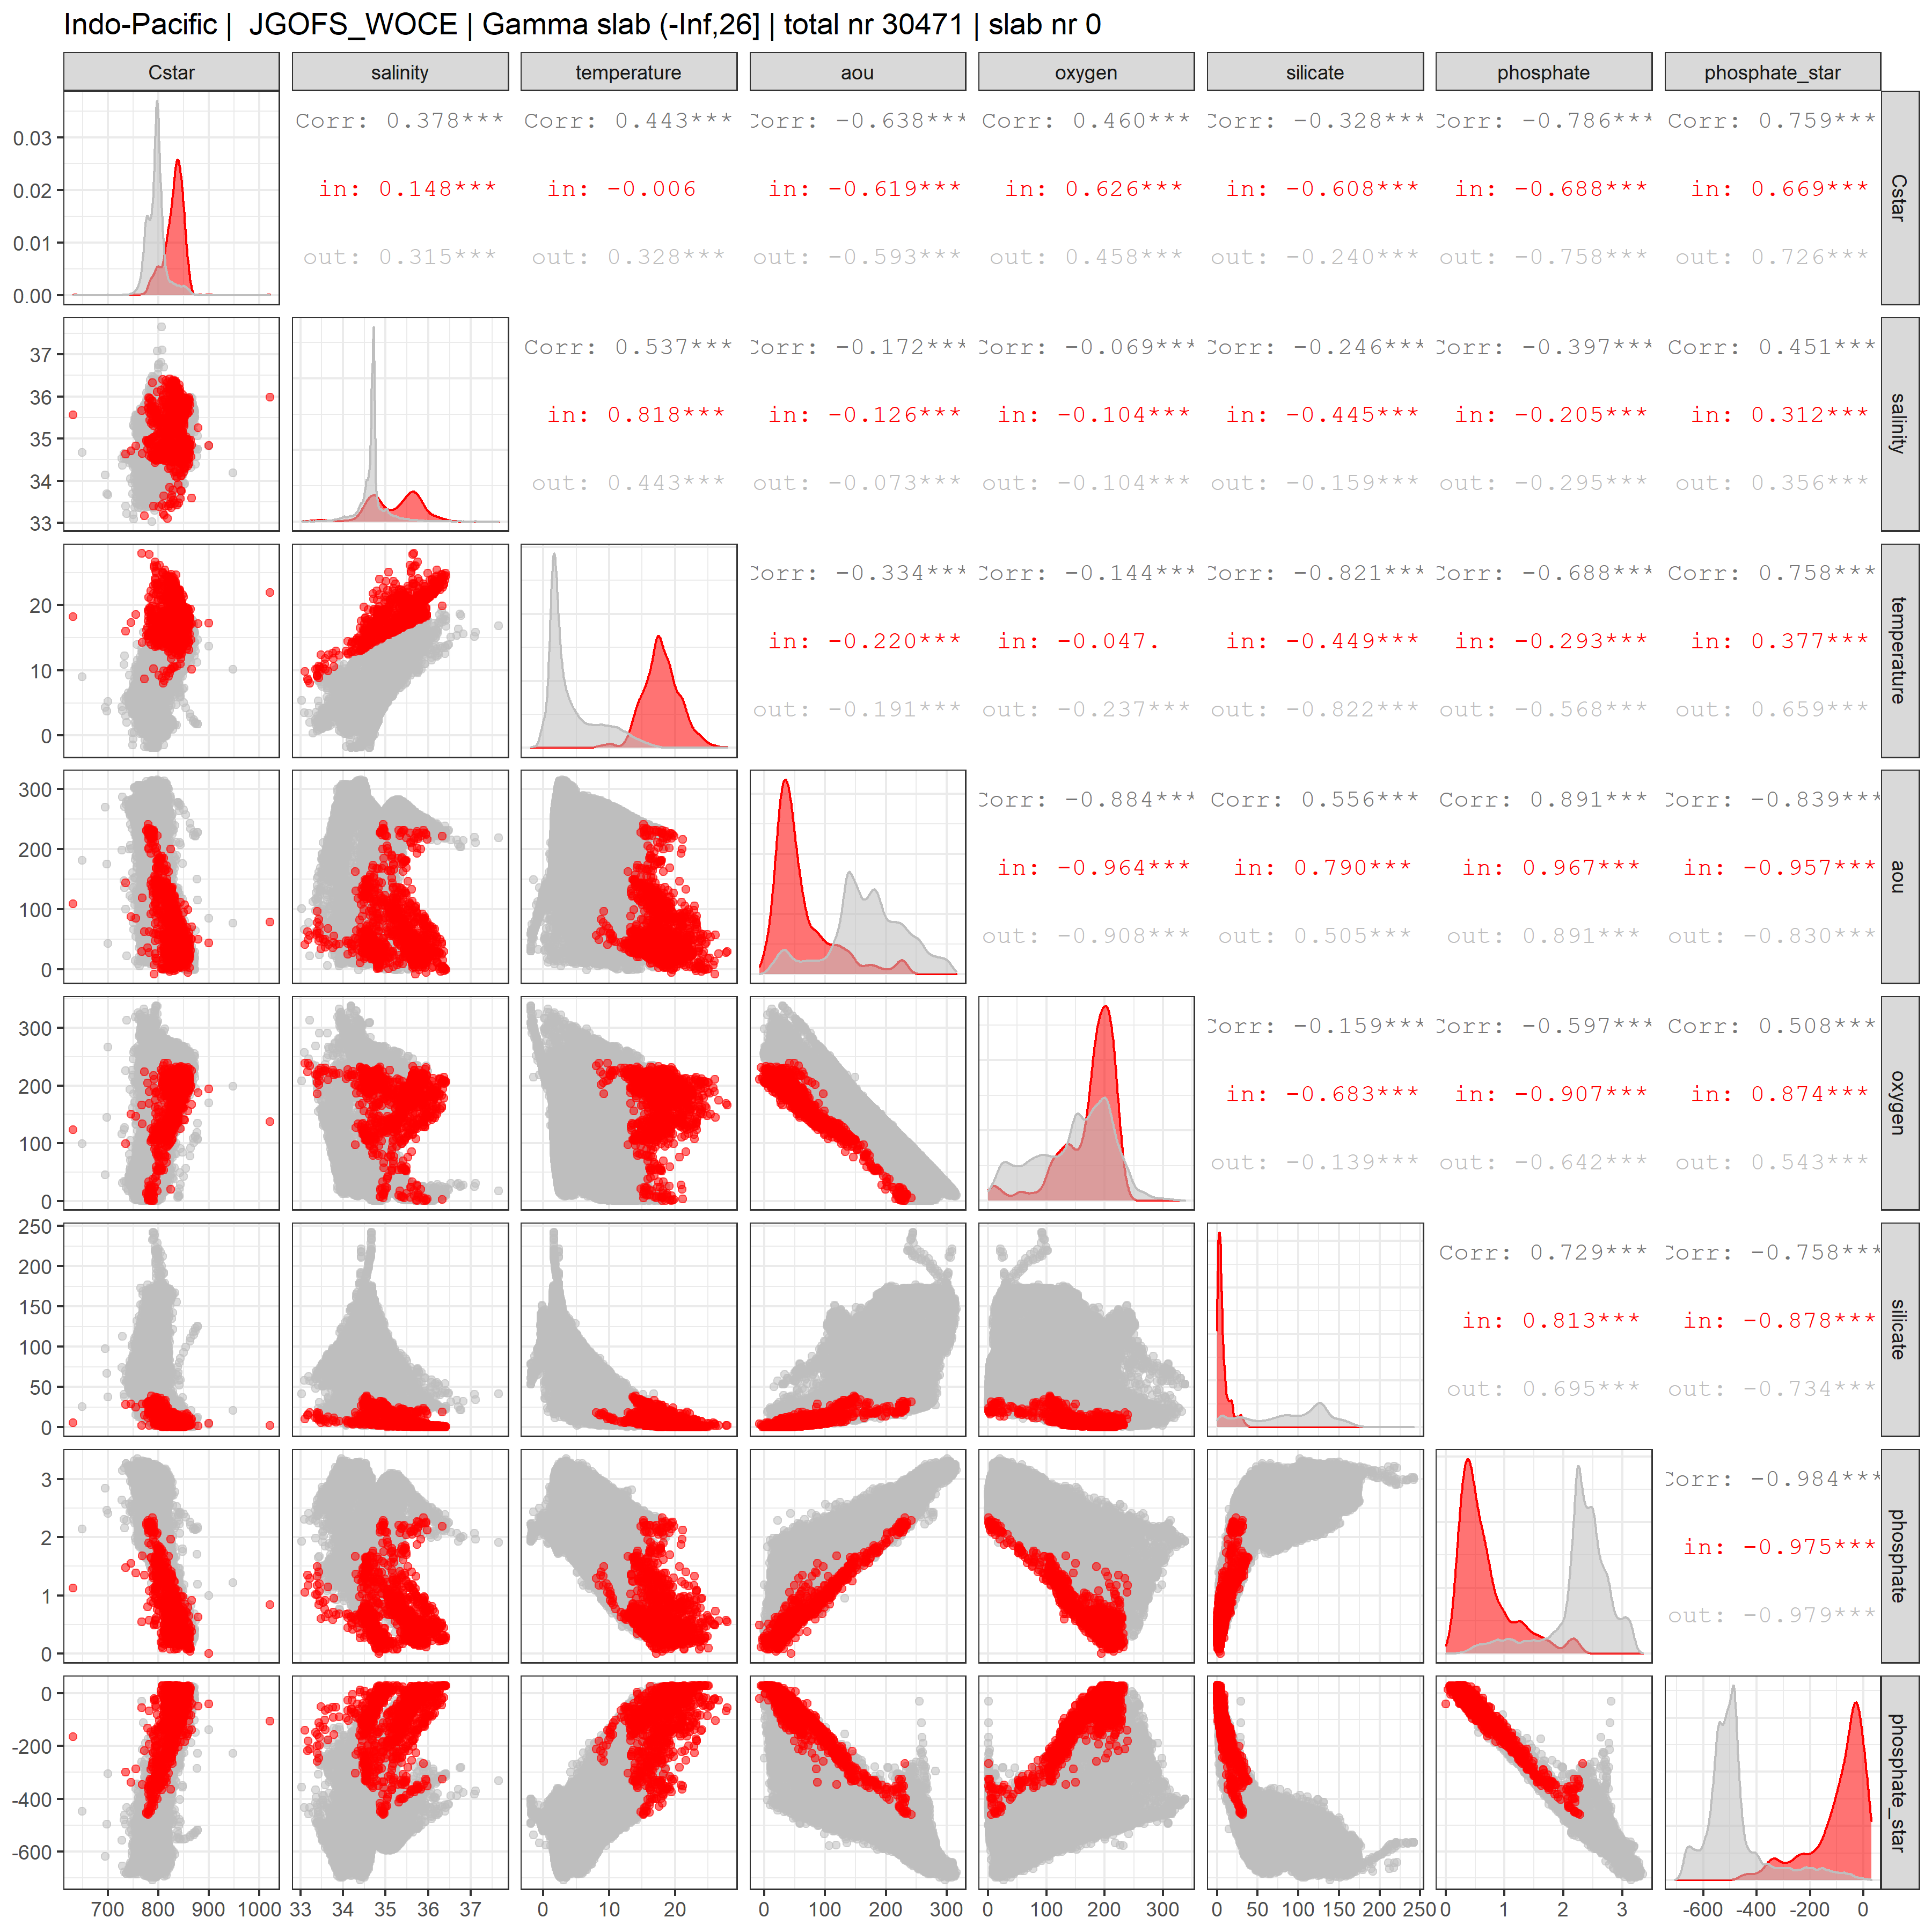 Indo-Pacific | JGOFS_WOCE | Gamma slab (-Inf,26] | total nr 30471 | slab nr 0
Cstar salinity temperature aou oxygen silicate phosphate phosphate_star
Corr: 0.378*** Corr: 0.443*** Corr: -0.638*** Corr: 0.460*** Corr: -0.328*** Corr: -0.786*** Corr: 0.759***
0.03
in: 0.148*** in: -0.006 in: -0.619*** in: 0.626*** in: -0.608*** in: -0.688*** in: 0.669***
0.02
Cstar
0.01
out: 0.315*** out: 0.328*** out: -0.593*** out: 0.458*** out: -0.240*** out: -0.758*** out: 0.726***
0.00
37
Corr: 0.537*** Corr: -0.172*** Corr: -0.069*** Corr: -0.246*** Corr: -0.397*** Corr: 0.451***
36
in: 0.818*** in: -0.126*** in: -0.104*** in: -0.445*** in: -0.205*** in: 0.312***
35
salinity
34
out: 0.443*** out: -0.073*** out: -0.104*** out: -0.159*** out: -0.295*** out: 0.356***
33
Corr: -0.334*** Corr: -0.144*** Corr: -0.821*** Corr: -0.688*** Corr: 0.758***
20
in: -0.220*** in: -0.047. in: -0.449*** in: -0.293*** in: 0.377***
temperature
10
out: -0.191*** out: -0.237*** out: -0.822*** out: -0.568*** out: 0.659***
0
300
Corr: -0.884*** Corr: 0.556*** Corr: 0.891*** Corr: -0.839***
200
in: -0.964*** in: 0.790*** in: 0.967*** in: -0.957***
aou
100
out: -0.908*** out: 0.505*** out: 0.891*** out: -0.830***
0
300
Corr: -0.159*** Corr: -0.597*** Corr: 0.508***
200
in: -0.683*** in: -0.907*** in: 0.874***
oxygen
100
out: -0.139*** out: -0.642*** out: 0.543***
0
250
Corr: 0.729*** Corr: -0.758***
200
150
in: 0.813*** in: -0.878***
silicate
100
50
out: 0.695*** out: -0.734***
0
3
Corr: -0.984***
2
in: -0.975***
phosphate
1
out: -0.979***
0
0
-200
phosphate_star
-400
-600
700 800 900 1000 33 34 35 36 37 0 10 20 0 100 200 300 0 100 200 300 0 50 100 150 200 250 0 1 2 3 -600 -400 -200 0